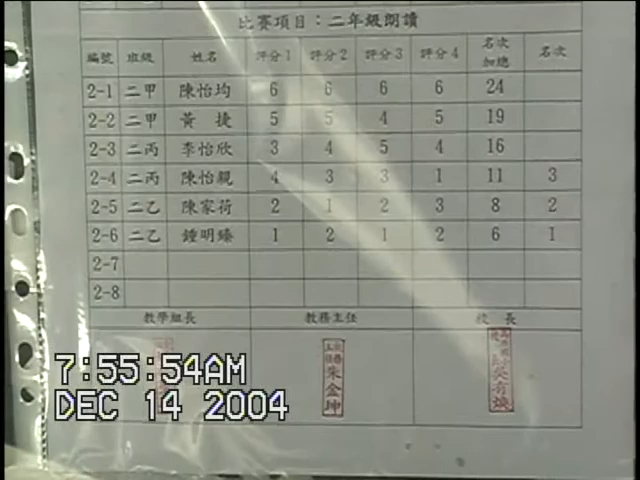 比賽項目：二年級朗讀
編號 班級 姓名 評分1 評分2 評分3 評分4 名次加總 名次
2-1 二甲 陳怡均 6 6 6 6 24
2-2 二甲 黃 捷 5 5 4 5 19
2-3 二丙 李怡欣 3 4 5 4 16
2-4 二丙 陳怡親 4 3 3 1 11 3
2-5 二乙 陳家荷 2 1 2 3 8 2
2-6 二乙 鍾明臻 1 2 1 2 6 1
2-7
2-8
教學組長 教務主任 校 長
朱金坤
7:55:54AM
DEC 14 2004